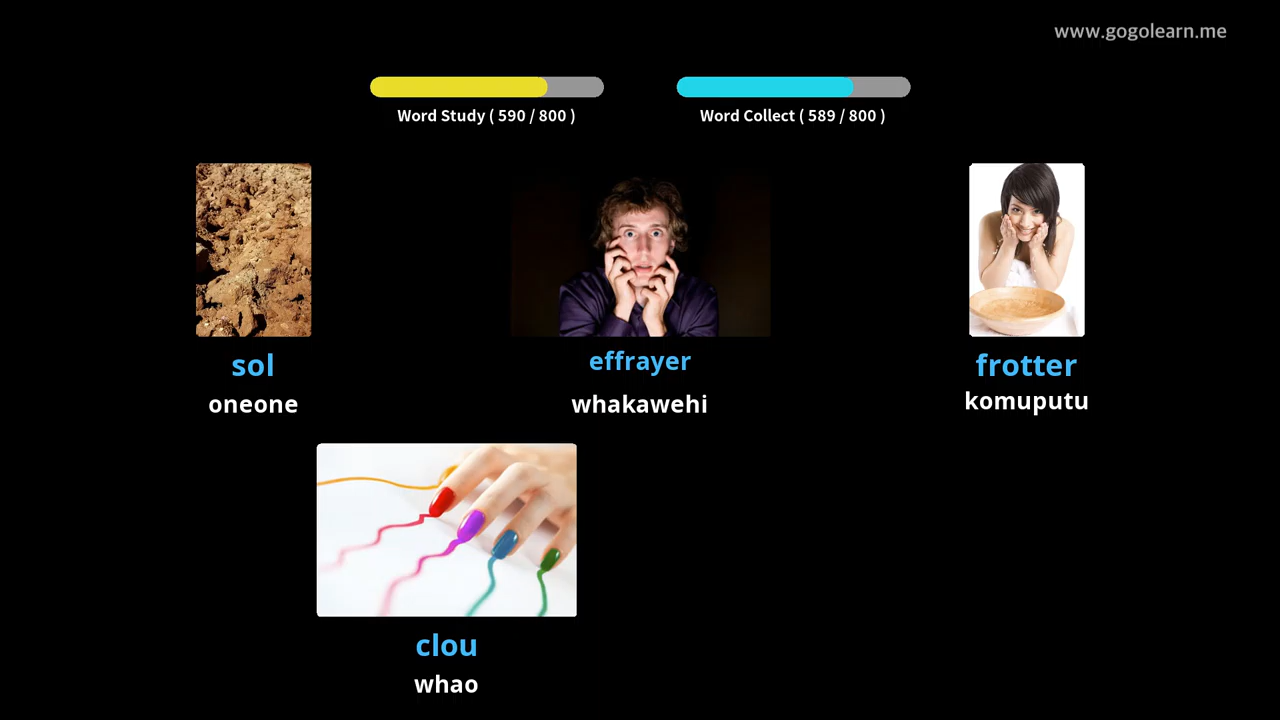 www.gogolearn.me
Word Study ( 590 / 800 )
Word Collect ( 589 / 800 )
sol
effrayer
frotter
oneone
whakawehi
komuputu
clou
whao